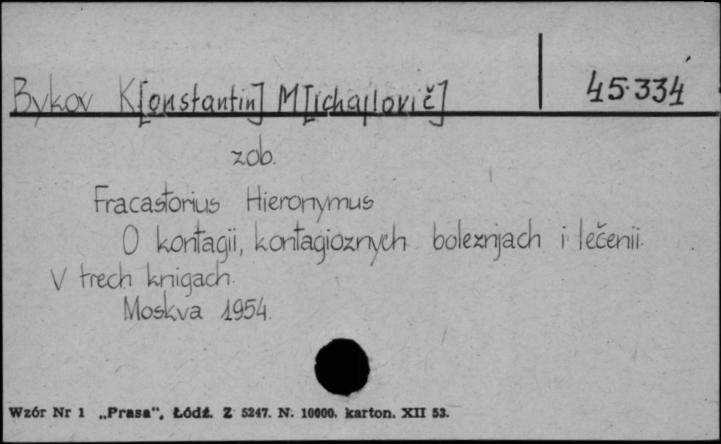 Bykov K[onstantin] M[ichajlovič]
45.334
zob.
Fracastorius Hieronymus
O kontagii, kontagioznych boleznjach i lečenii.
V trech knigach.
Moskva 1954.
Wzór Nr 1 „Prasa“, Łódź. Z 5247. N. 10000. karton. XII 53.